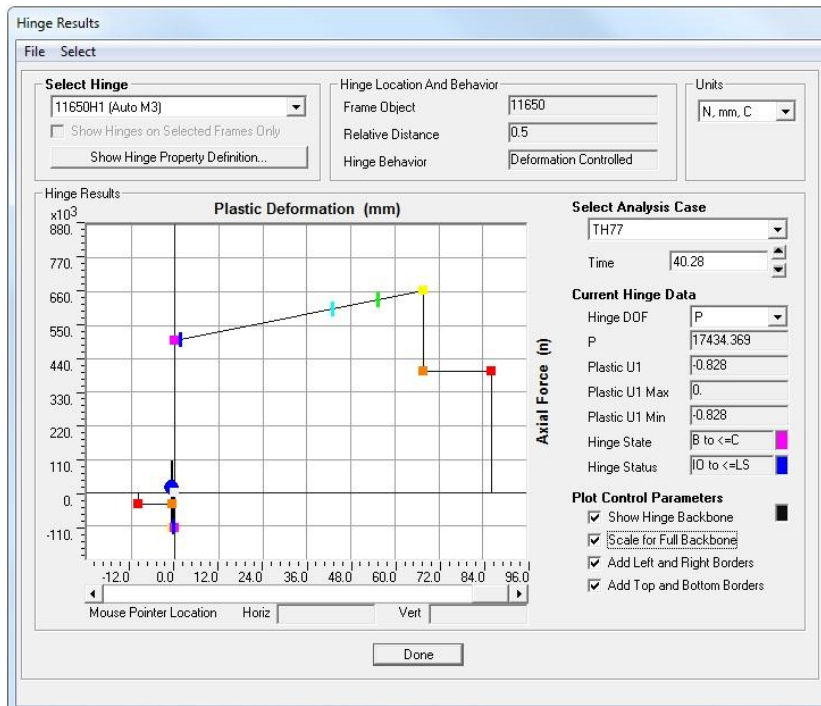 Hinge Results
File Select
Select Hinge
11650H1 (Auto M3)
Show Hinges on Selected Frames Only
Show Hinge Property Definition...
Hinge Location And Behavior
Frame Object 11650
Relative Distance 0.5
Hinge Behavior Deformation Controlled
Units
N, mm, C
Hinge Results
x103
Plastic Deformation (mm)
880.
770.
660.
550.
440.
330.
220.
110.
0.
-110.
-12.0 0.0 12.0 24.0 36.0 48.0 60.0 72.0 84.0 96.0
Axial Force (n)
Mouse Pointer Location Horiz Vert
Select Analysis Case
TH77
Time 40.28
Current Hinge Data
Hinge DOF P
P 17434.369
Plastic U1 -0.828
Plastic U1 Max 0.
Plastic U1 Min -0.828
Hinge State B to <=C
Hinge Status IO to <=LS
Plot Control Parameters
Show Hinge Backbone
Scale for Full Backbone
Add Left and Right Borders
Add Top and Bottom Borders
Done